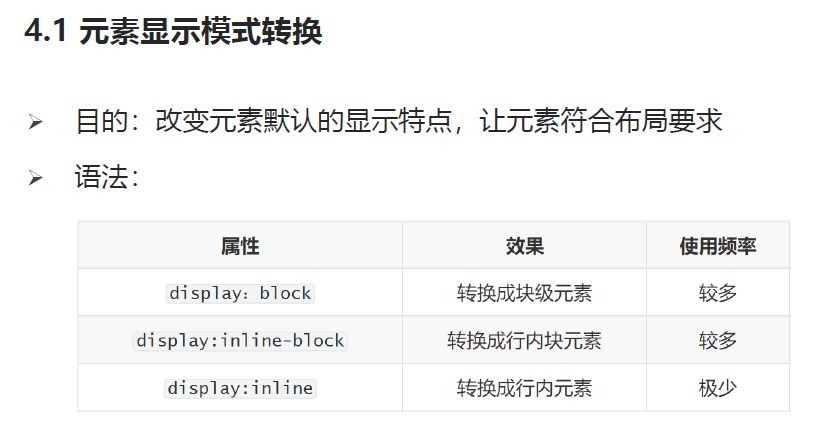 4.1 元素显示模式转换
目的：改变元素默认的显示特点，让元素符合布局要求
语法：
属性 效果 使用频率
display：block 转换成块级元素 较多
display:inline-block 转换成行内块元素 较多
display:inline 转换成行内元素 极少